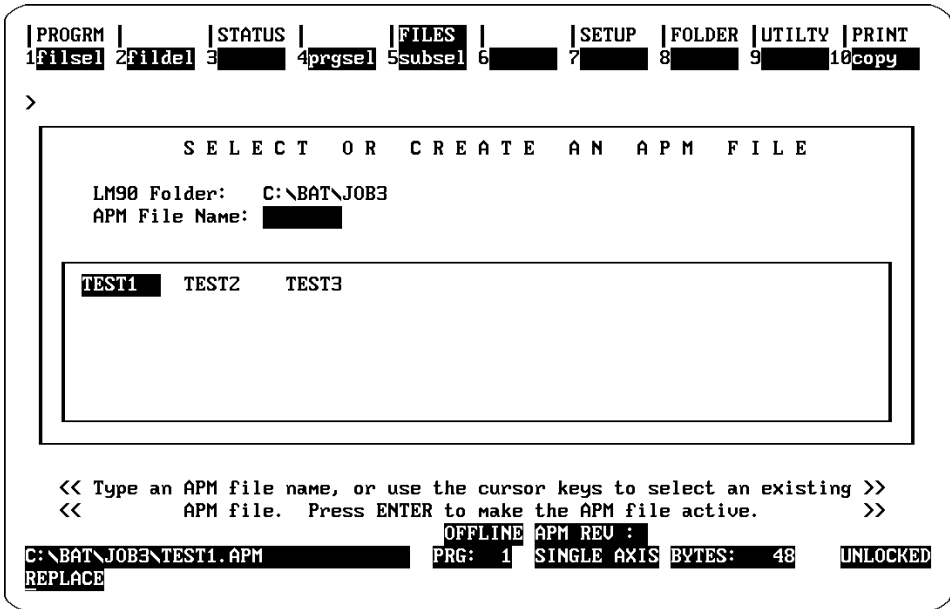 |PROGRM | |STATUS | |FILES | |SETUP |FOLDER |UTILTY |PRINT
1filsel 2fildel 3 4prgsel 5subsel 6 7 8 9 10copy
>
S E L E C T O R C R E A T E A N A P M F I L E
LM90 Folder: C:\BAT\JOB3
APM File Name:
TEST1 TEST2 TEST3
<< Type an APM file name, or use the cursor keys to select an existing >>
<< APM file. Press ENTER to make the APM file active. >>
OFFLINE APM REV :
C:\BAT\JOB3\TEST1.APM PRG: 1 SINGLE AXIS BYTES: 48 UNLOCKED
REPLACE